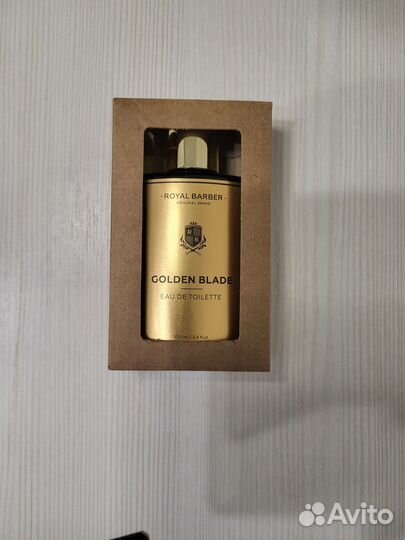 · ROYAL BARBER ·
ORIGINAL SHAVE
R B
GOLDEN BLADE
EAU DE TOILETTE
100 ml / 3,4 fl.oz
Avito